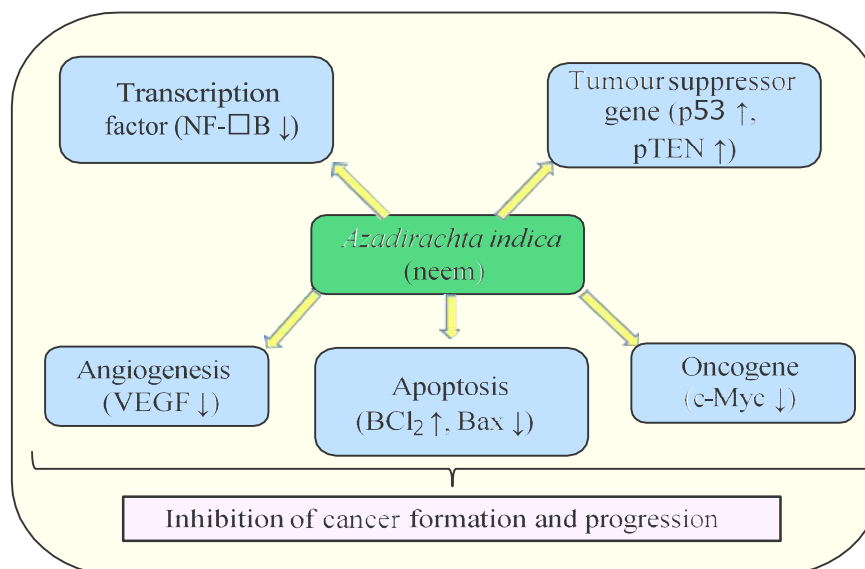 Transcription
factor (NF-□B ↓)
Tumour suppressor
gene (p53 ↑,
pTEN ↑)
Azadirachta indica
(neem)
Angiogenesis
(VEGF ↓)
Apoptosis
(BCl₂ ↑, Bax ↓)
Oncogene
(c-Myc ↓)
Inhibition of cancer formation and progression